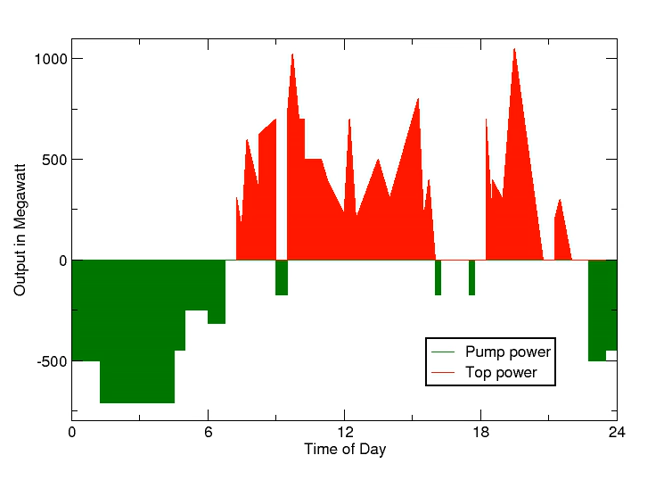 1000
500
0
-500
Output in Megawatt
Pump power
Top power
0 6 12 18 24
Time of Day